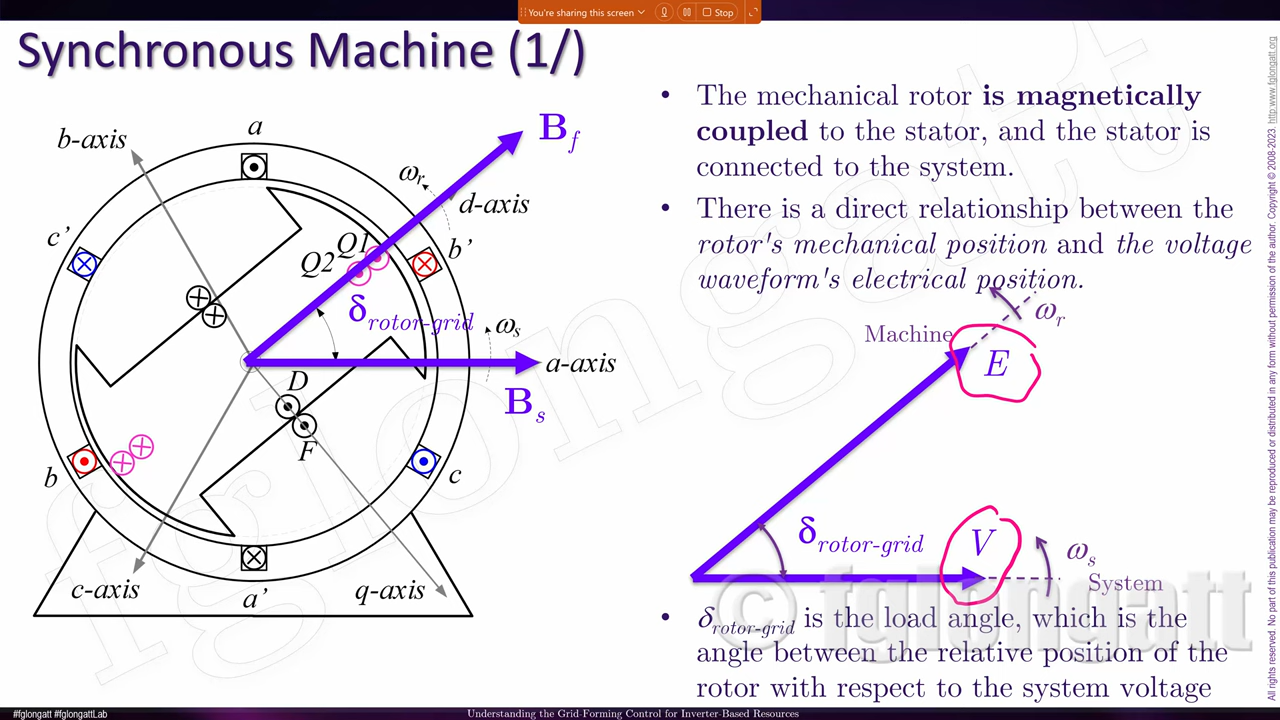 You're sharing this screen
Stop
Synchronous Machine (1/)
• The mechanical rotor is magnetically
coupled to the stator, and the stator is
connected to the system.
• There is a direct relationship between the
rotor's mechanical position and the voltage
waveform's electrical position.
b-axis
a
B_f
ω_r
d-axis
c'
Q1
Q2
b'
δ_rotor-grid
ω_s
a-axis
B_s
D
F
b
c
c-axis
a'
q-axis
Machine
E
ω_r
δ_rotor-grid
V
ω_s
System
• δ_rotor-grid is the load angle, which is the
angle between the relative position of the
rotor with respect to the system voltage
fglongatt
© fglongatt
All rights reserved. No part of this publication may be reproduced or distributed in any form without permission of the author. Copyright © 2008-2023. http:www.fglongatt.org
#fglongatt #fglongattLab
Understanding the Grid-Forming Control for Inverter-Based Resources